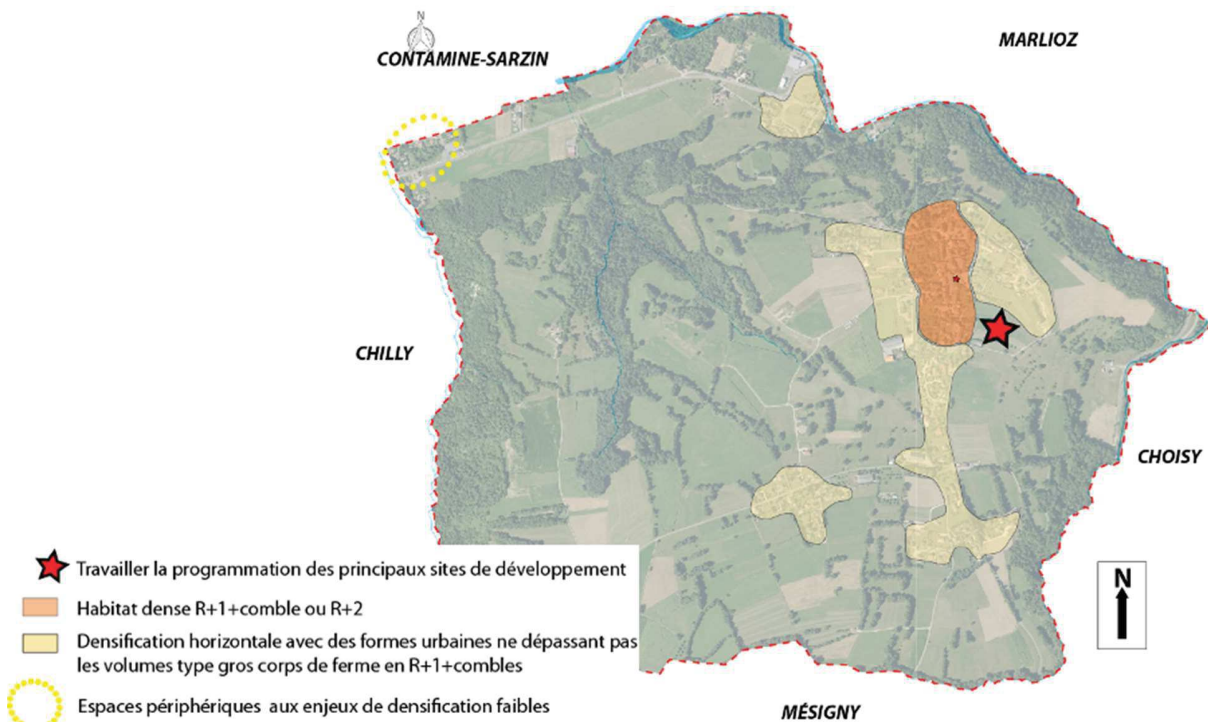 N
CONTAMINE-SARZIN
MARLIOZ
CHILLY
CHOISY
N
MÉSIGNY
Travailler la programmation des principaux sites de développement
Habitat dense R+1+comble ou R+2
Densification horizontale avec des formes urbaines ne dépassant pas
les volumes type gros corps de ferme en R+1+combles
Espaces périphériques aux enjeux de densification faibles